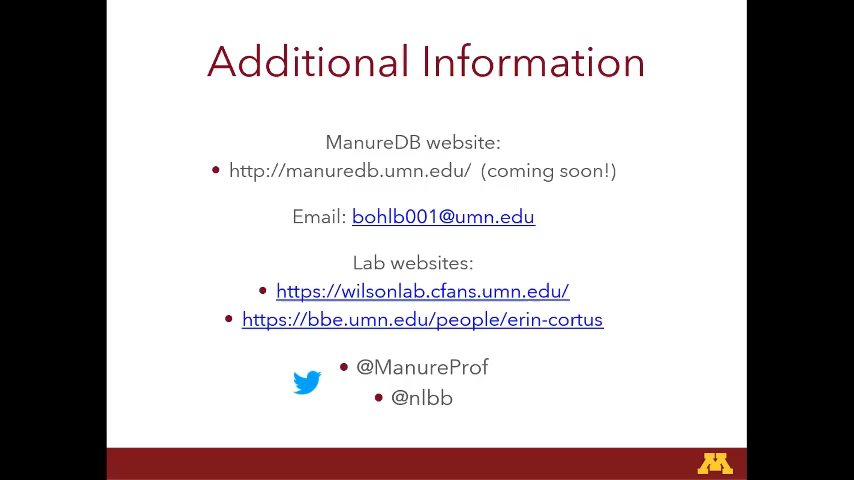 Additional Information
ManureDB website:
• http://manuredb.umn.edu/ (coming soon!)
Email: bohlb001@umn.edu
Lab websites:
• https://wilsonlab.cfans.umn.edu/
• https://bbe.umn.edu/people/erin-cortus
• @ManureProf
• @nlbb
M